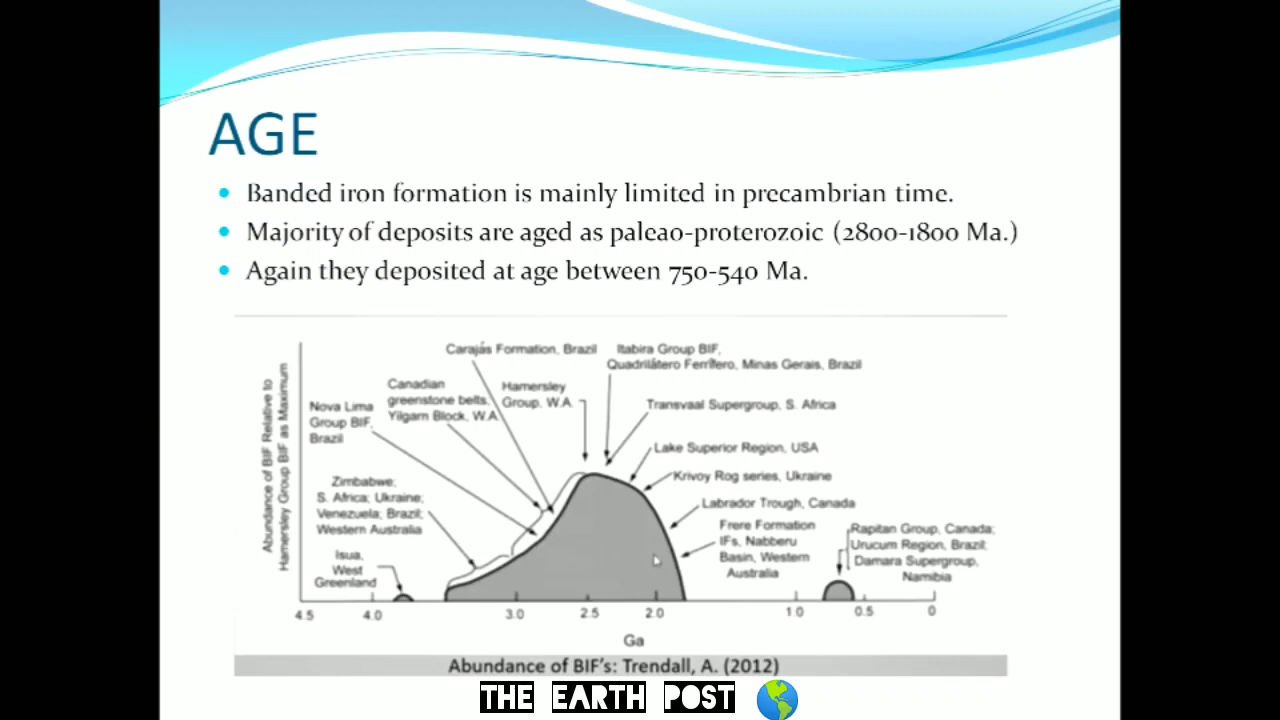 AGE
Banded iron formation is mainly limited in precambrian time.
Majority of deposits are aged as paleao-proterozoic (2800-1800 Ma.)
Again they deposited at age between 750-540 Ma.
Abundance of BIF Relative to
Hamersley Group BIF as Maximum
Carajás Formation, Brazil
Itabira Group BIF,
Quadrilátero Ferrífero, Minas Gerais, Brazil
Canadian
greenstone belts.
Yilgarn Block, W.A.
Hamersley
Group, W.A.
Nova Lima
Group BIF,
Brazil
Transvaal Supergroup, S. Africa
Lake Superior Region, USA
Krivoy Rog series, Ukraine
Labrador Trough, Canada
Zimbabwe;
S. Africa; Ukraine;
Venezuela; Brazil;
Western Australia
Frere Formation
IFs, Nabberu
Basin, Western
Australia
Rapitan Group, Canada;
Urucum Region, Brazil;
Damara Supergroup,
Namibia
Isua,
West
Greenland
4.5 4.0 3.0 2.5 2.0 1.0 0.5 0
Ga
Abundance of BIF's: Trendall, A. (2012)
THE EARTH POST